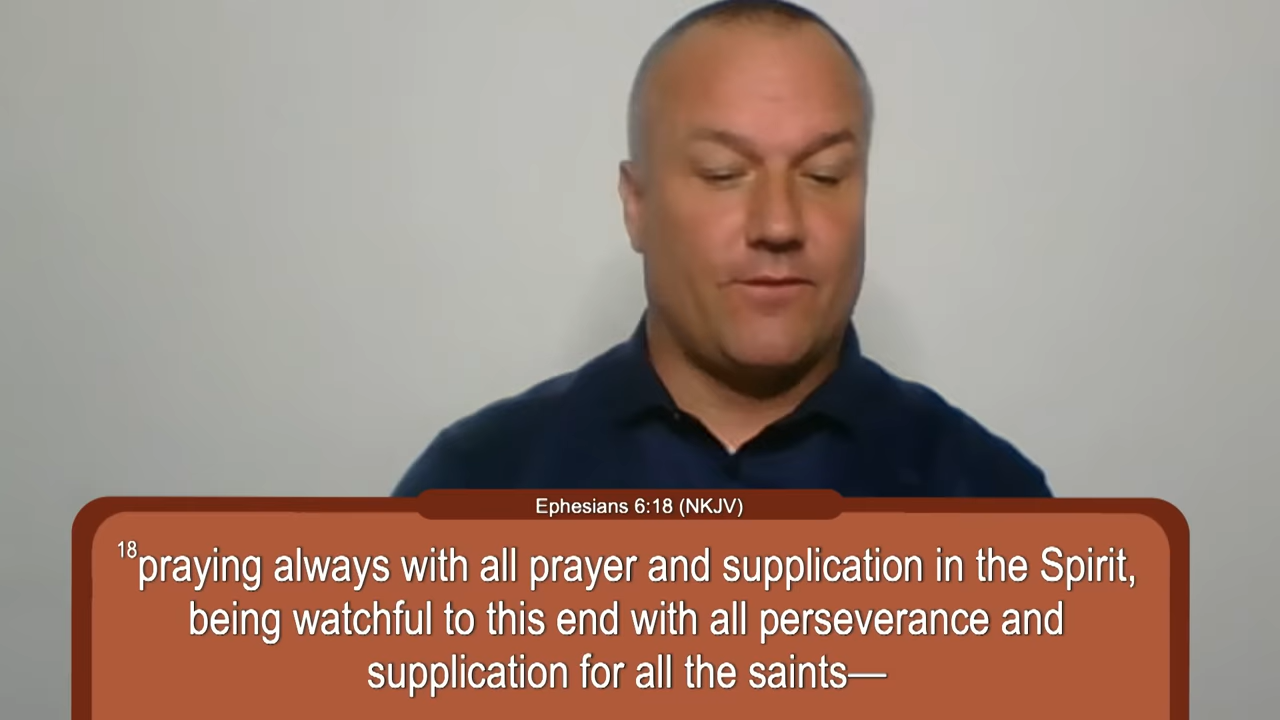 Ephesians 6:18 (NKJV)
18praying always with all prayer and supplication in the Spirit,
being watchful to this end with all perseverance and
supplication for all the saints—